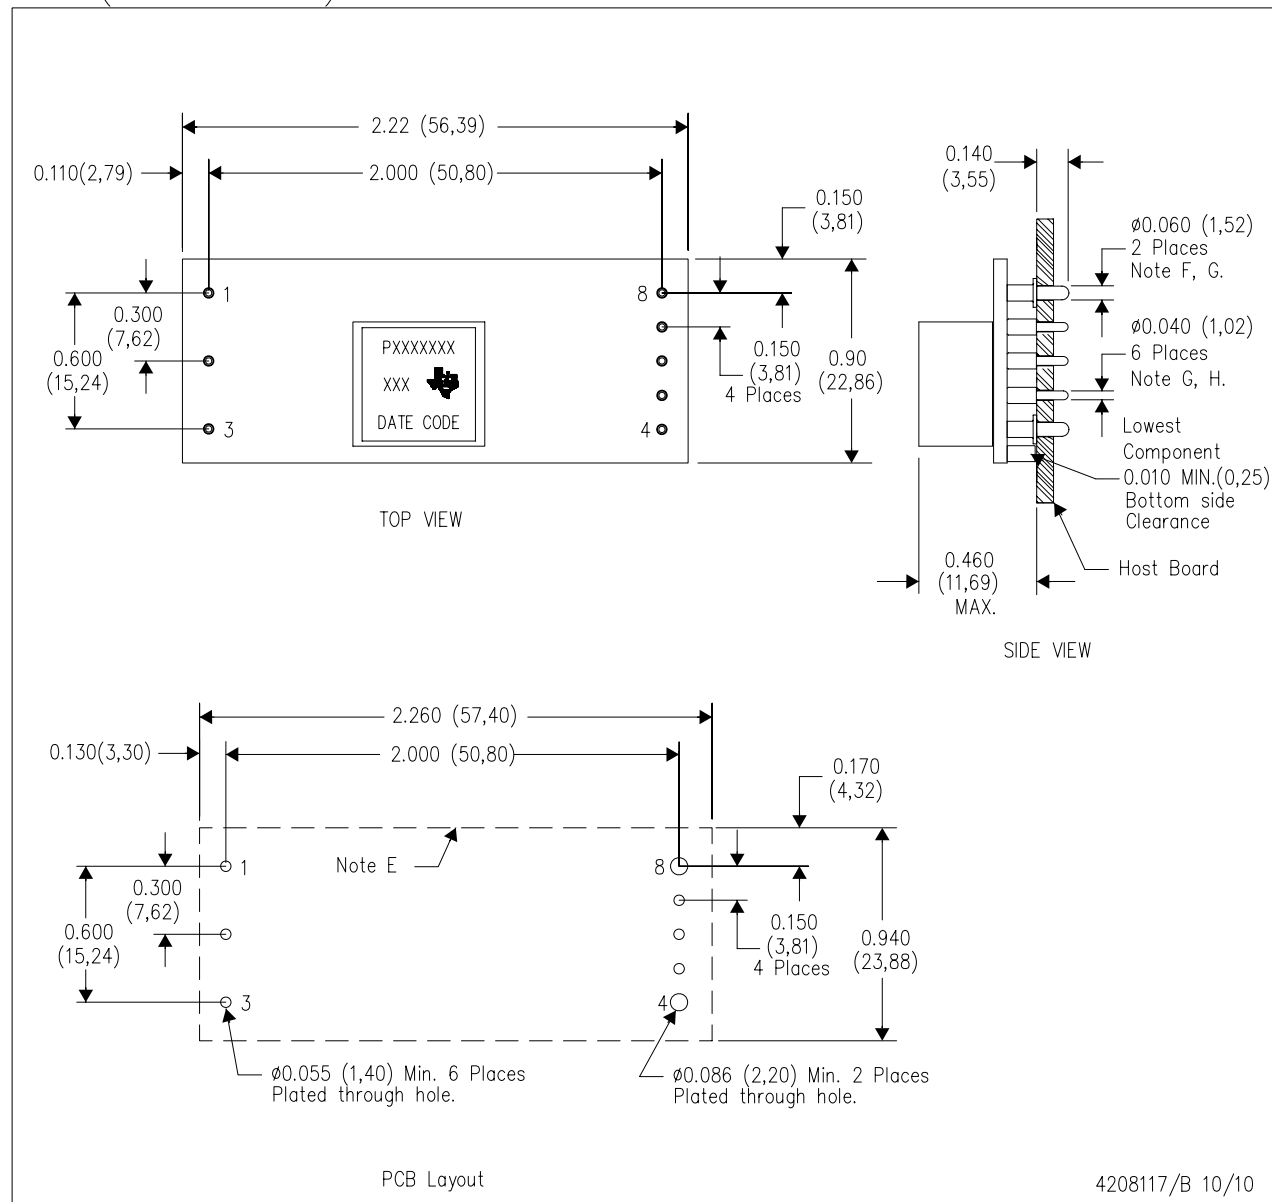 2.22 (56,39)
0.110(2,79)
2.000 (50,80)
0.150
(3,81)
0.140
(3,55)
ø0.060 (1,52)
2 Places
Note F, G.
1
8
0.300
(7,62)
0.600
(15,24)
PXXXXXXX
XXX
DATE CODE
0.150
(3,81)
4 Places
0.90
(22,86)
ø0.040 (1,02)
6 Places
Note G, H.
3
4
Lowest
Component
0.010 MIN.(0,25)
Bottom side
Clearance
TOP VIEW
Host Board
0.460
(11,69)
MAX.
SIDE VIEW
2.260 (57,40)
0.130(3,30)
2.000 (50,80)
0.170
(4,32)
1
Note E
8
0.300
(7,62)
0.600
(15,24)
0.150
(3,81)
4 Places
0.940
(23,88)
3
4
ø0.055 (1,40) Min. 6 Places
Plated through hole.
ø0.086 (2,20) Min. 2 Places
Plated through hole.
PCB Layout
4208117/B 10/10